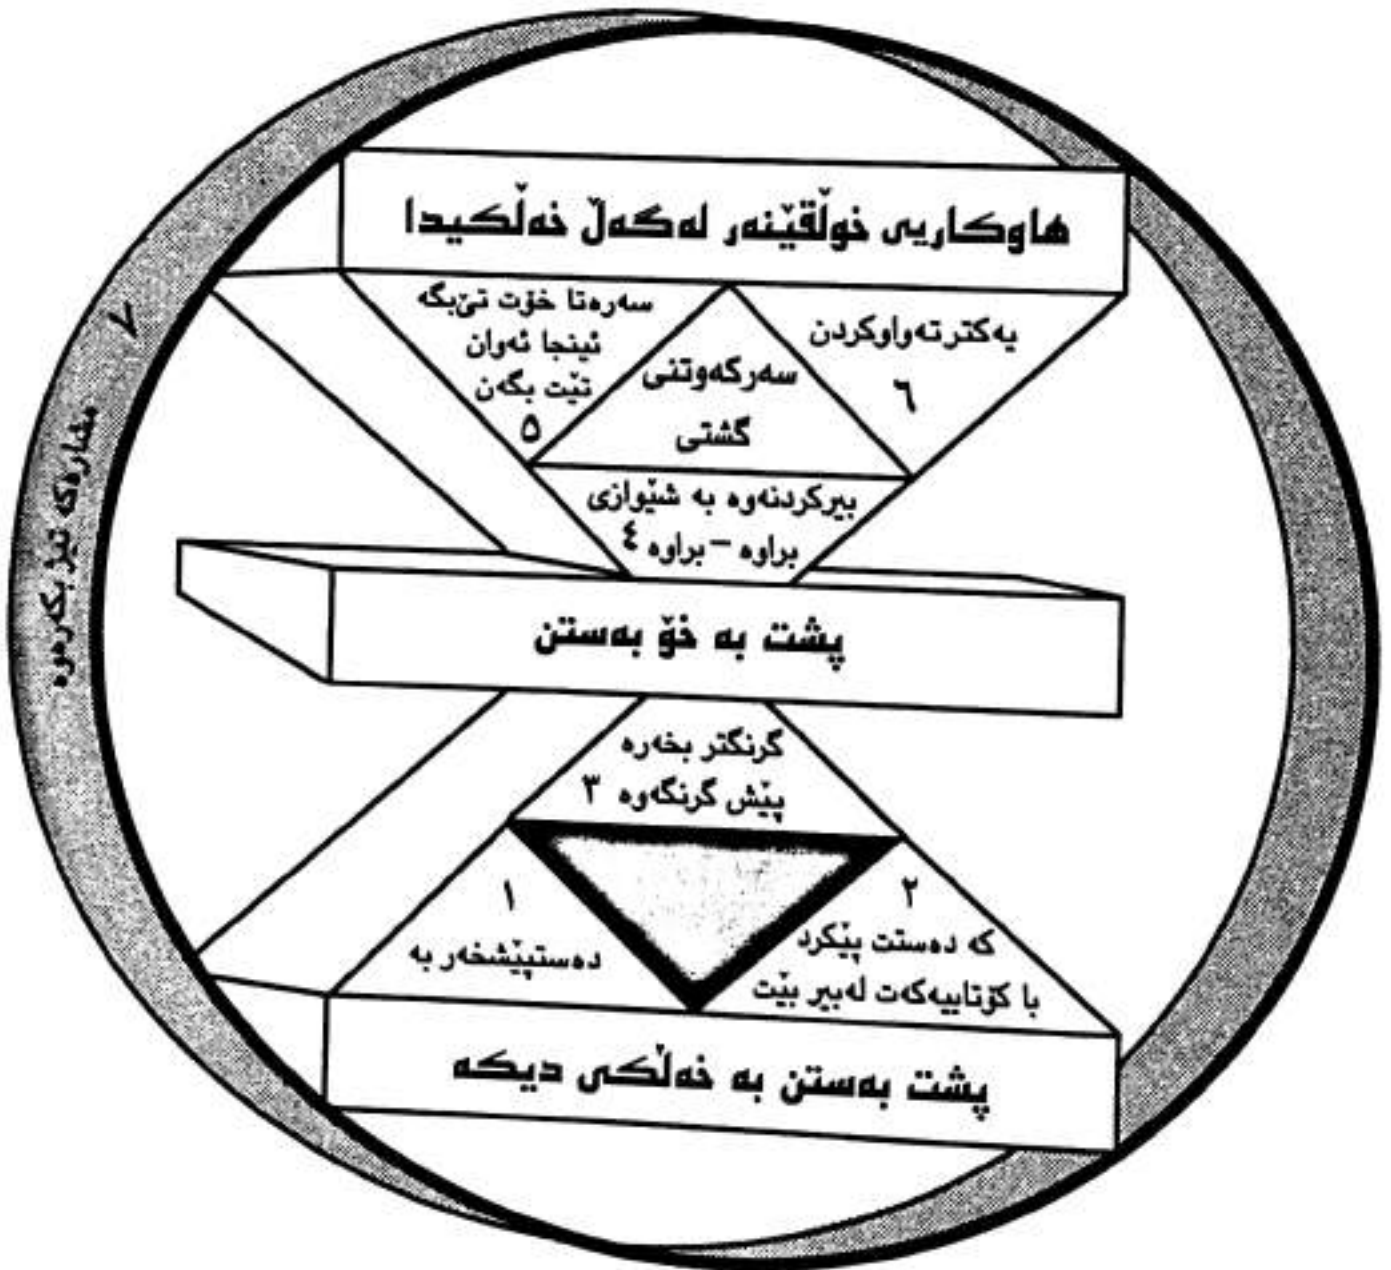 هاوکاریی خوڵقێنەر لەگەڵ خەڵکیدا
یەکترتەواوکردن
٦
سەرەتا خۆت تێ‌بگە
ئینجا ئەوان
تێت بگەن
٥
سەرکەوتنی
گشتی
بیرکردنەوە بە شێوازی
براوە – براوە ٤
پشت بە خۆ بەستن
گرنگتر بخەرە
پێش گرنگەوە ٣
٢
کە دەستت پێکرد
با کۆتاییەکەت لەبیر بێت
١
دەستپێشخەر بە
پشت بەستن بە خەڵکی دیکە
٧
مشارەکە تیژ بکەرەوە